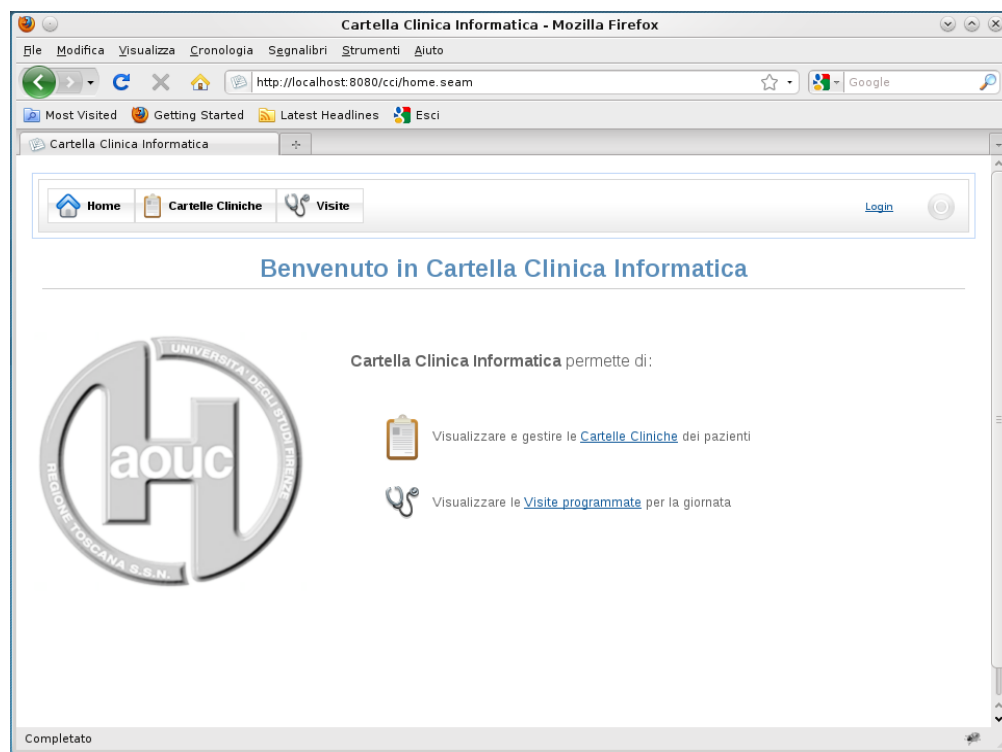 Cartella Clinica Informatica - Mozilla Firefox
File Modifica Visualizza Cronologia Segnalibri Strumenti Aiuto
http://localhost:8080/cci/home.seam Google
Most Visited Getting Started Latest Headlines Esci
Cartella Clinica Informatica
Home Cartelle Cliniche Visite Login
Benvenuto in Cartella Clinica Informatica
UNIVERSITA' DEGLI STUDI FIRENZE
aouc
REGIONE TOSCANA S.S.N.
Cartella Clinica Informatica permette di:
Visualizzare e gestire le Cartelle Cliniche dei pazienti
Visualizzare le Visite programmate per la giornata
Completato